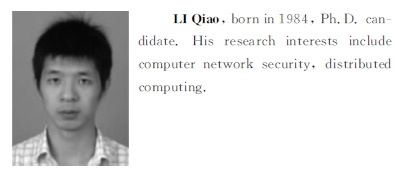 LI Qiao, born in 1984, Ph.D. can-
didate. His research interests include
computer network security, distributed
computing.